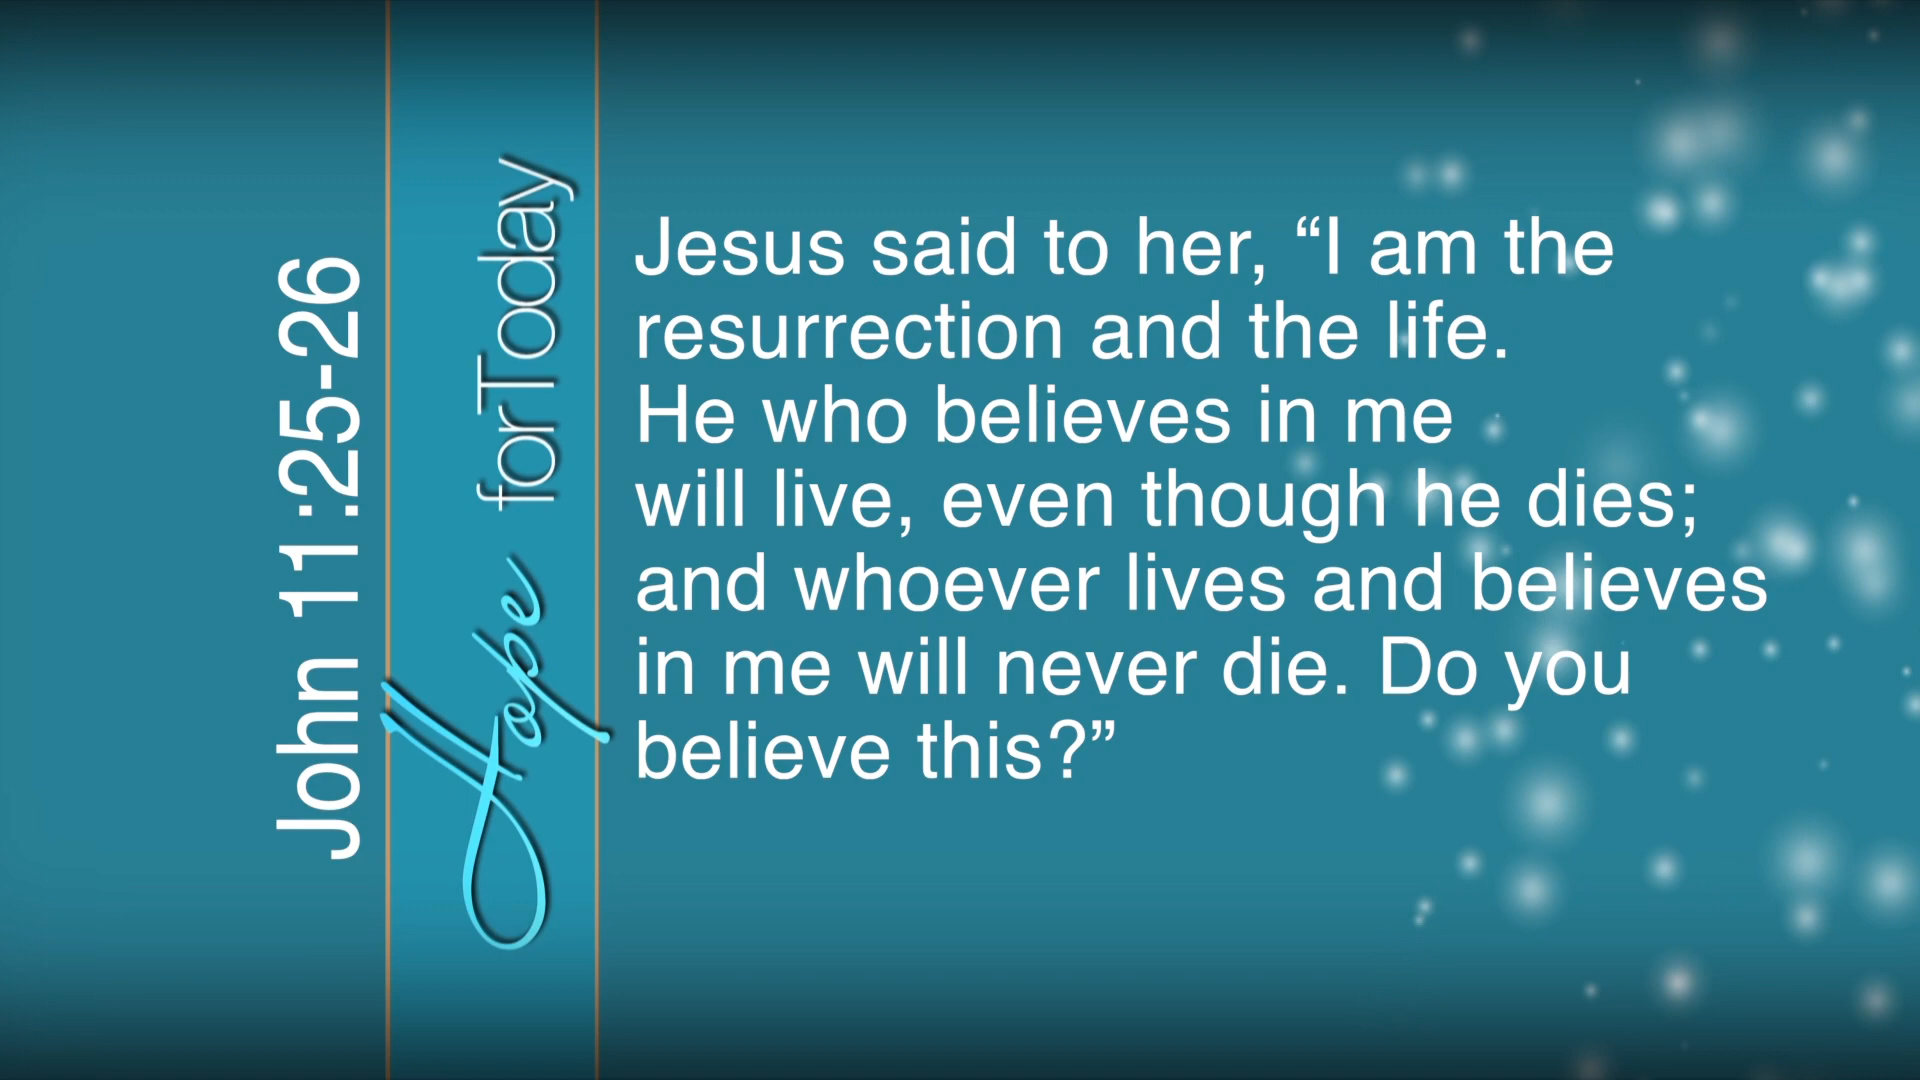 John 11:25-26
Hope forToday
Jesus said to her, “I am the
resurrection and the life.
He who believes in me
will live, even though he dies;
and whoever lives and believes
in me will never die. Do you
believe this?”